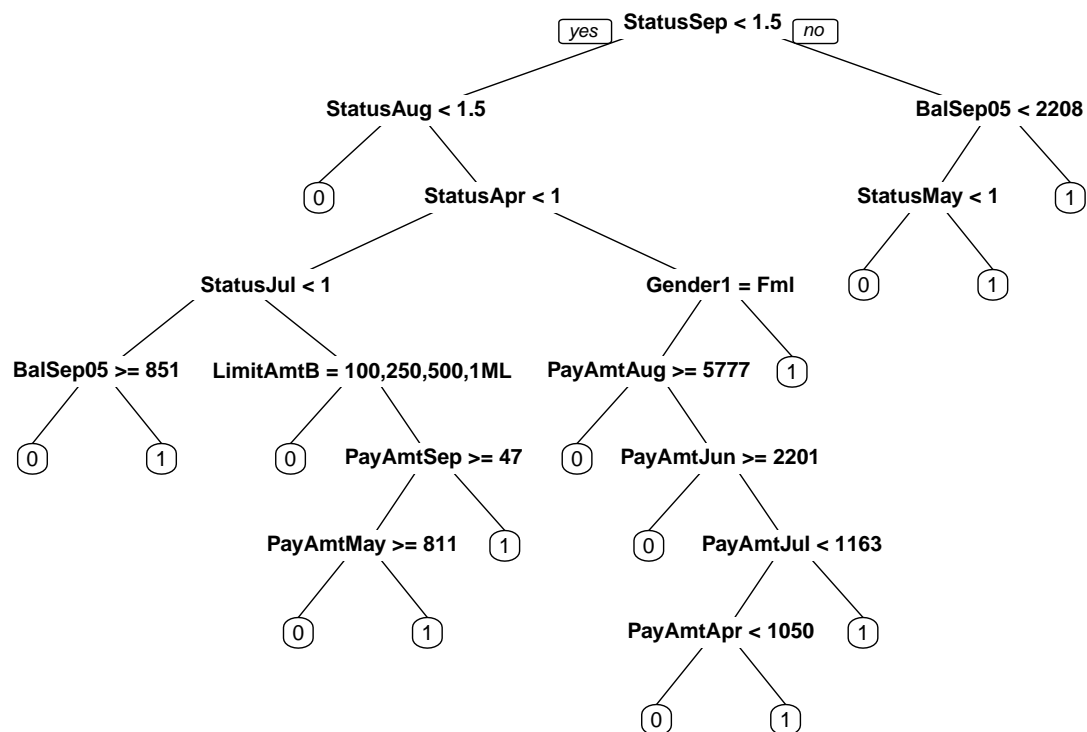 StatusSep < 1.5
yes
no
StatusAug < 1.5
BalSep05 < 2208
0
StatusApr < 1
StatusMay < 1
1
StatusJul < 1
Gender1 = Fml
0
1
BalSep05 >= 851
LimitAmtB = 100,250,500,1ML
PayAmtAug >= 5777
1
0
1
0
PayAmtSep >= 47
0
PayAmtJun >= 2201
PayAmtMay >= 811
1
0
PayAmtJul < 1163
0
1
PayAmtApr < 1050
1
0
1